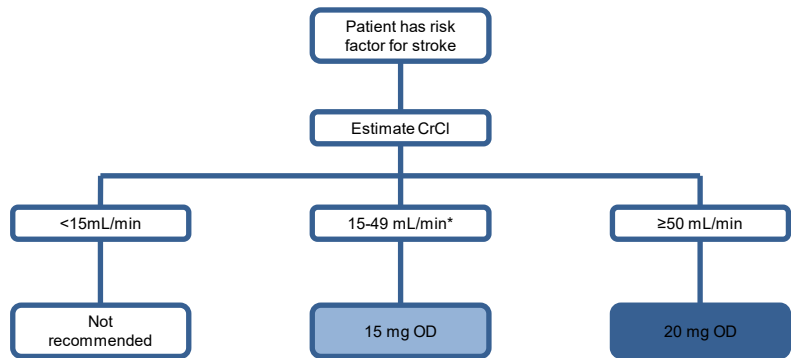 Patient has risk
factor for stroke
Estimate CrCl
<15mL/min
15-49 mL/min*
≥50 mL/min
Not
recommended
15 mg OD
20 mg OD